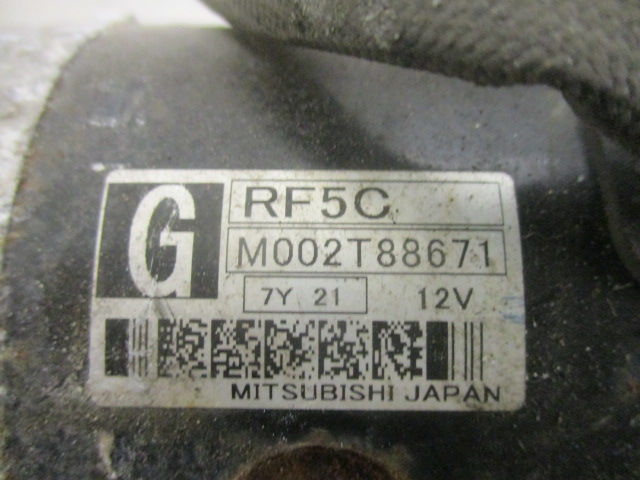 G
RF5C
M002T88671
7Y 21
12V
MITSUBISHI JAPAN